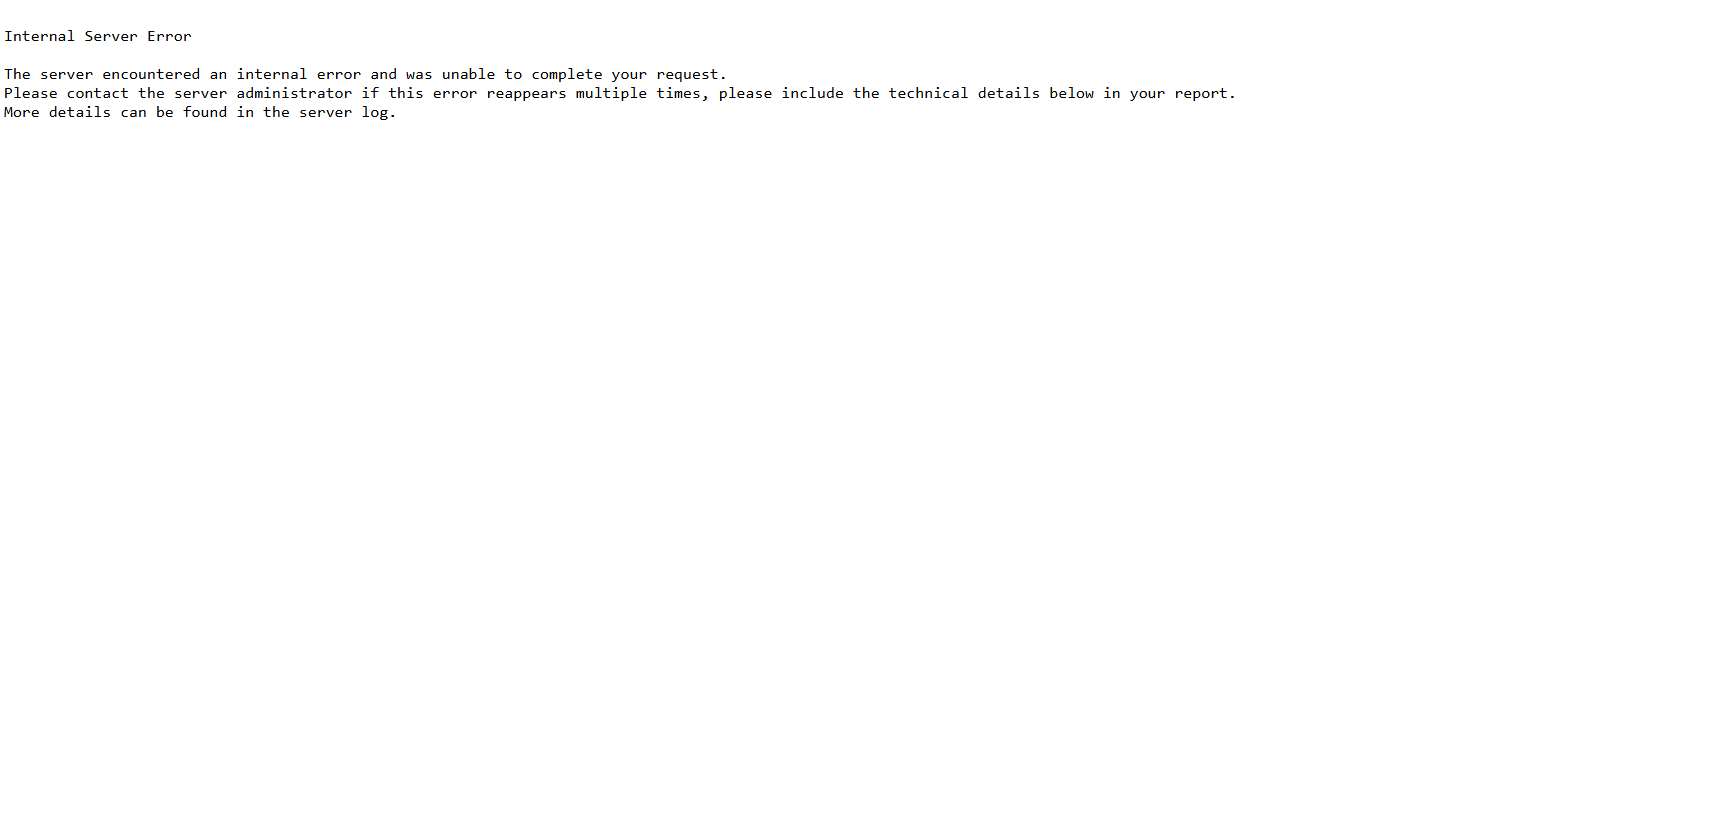 Internal Server Error
The server encountered an internal error and was unable to complete your request.
Please contact the server administrator if this error reappears multiple times, please include the technical details below in your report.
More details can be found in the server log.